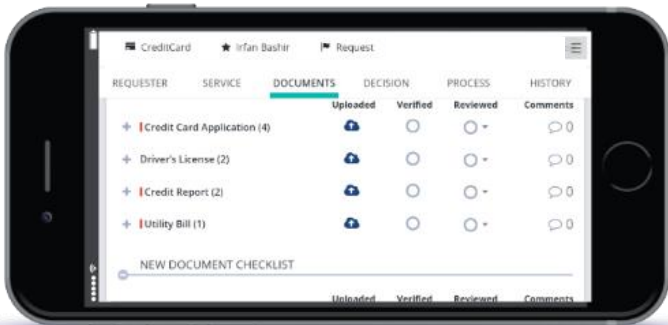 CreditCard Irfan Bashir Request
REQUESTER SERVICE DOCUMENTS DECISION PROCESS HISTORY
Uploaded Verified Reviewed Comments
Credit Card Application (4) 0
Driver's License (2) 0
Credit Report (2) 0
Utility Bill (1) 0
NEW DOCUMENT CHECKLIST
Uploaded Verified Reviewed Comments